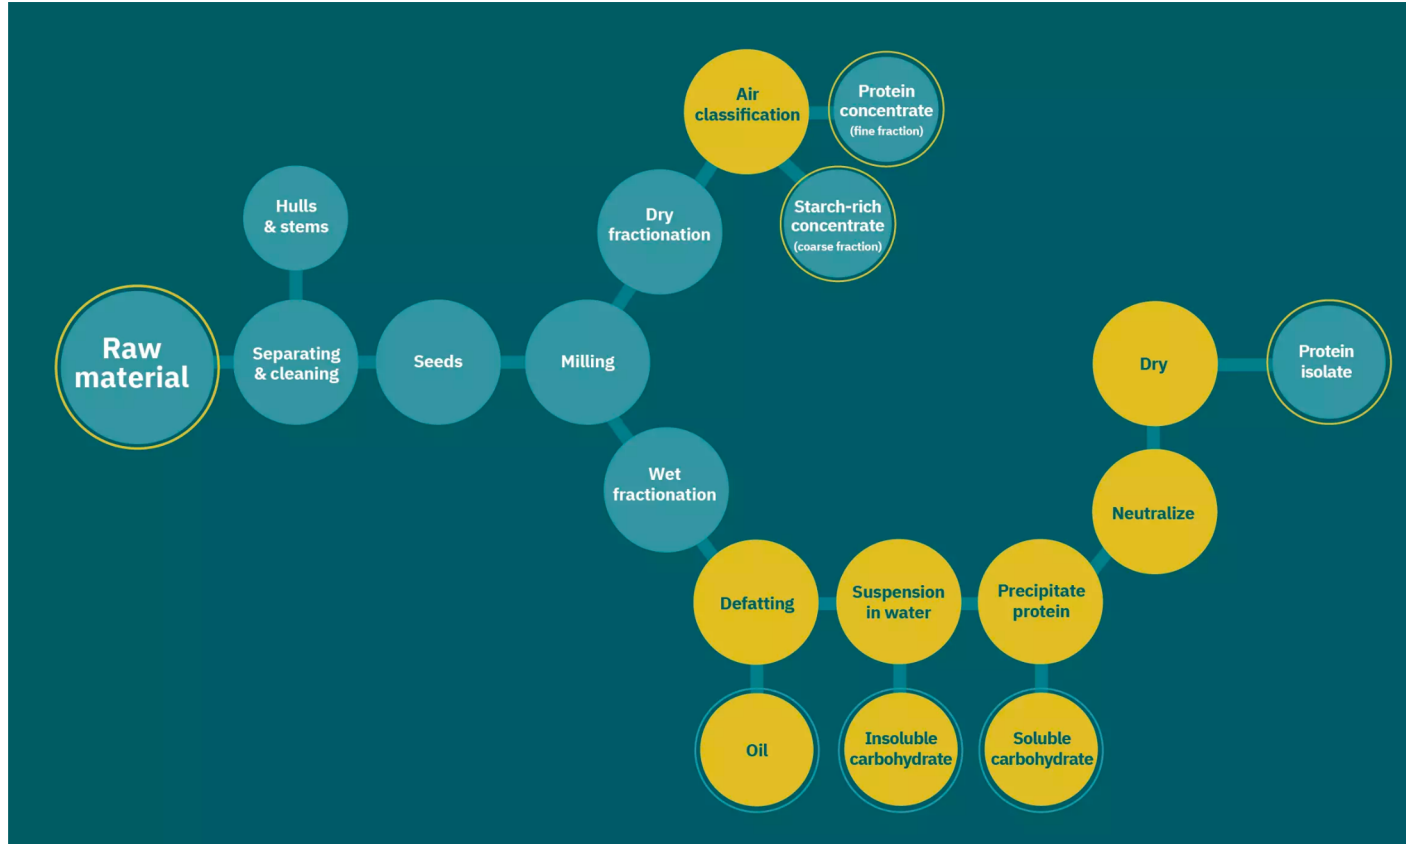 Raw
material
Hulls
& stems
Separating
& cleaning
Seeds
Milling
Dry
fractionation
Air
classification
Protein
concentrate
(fine fraction)
Starch-rich
concentrate
(coarse fraction)
Wet
fractionation
Defatting
Oil
Suspension
in water
Insoluble
carbohydrate
Precipitate
protein
Soluble
carbohydrate
Neutralize
Dry
Protein
isolate